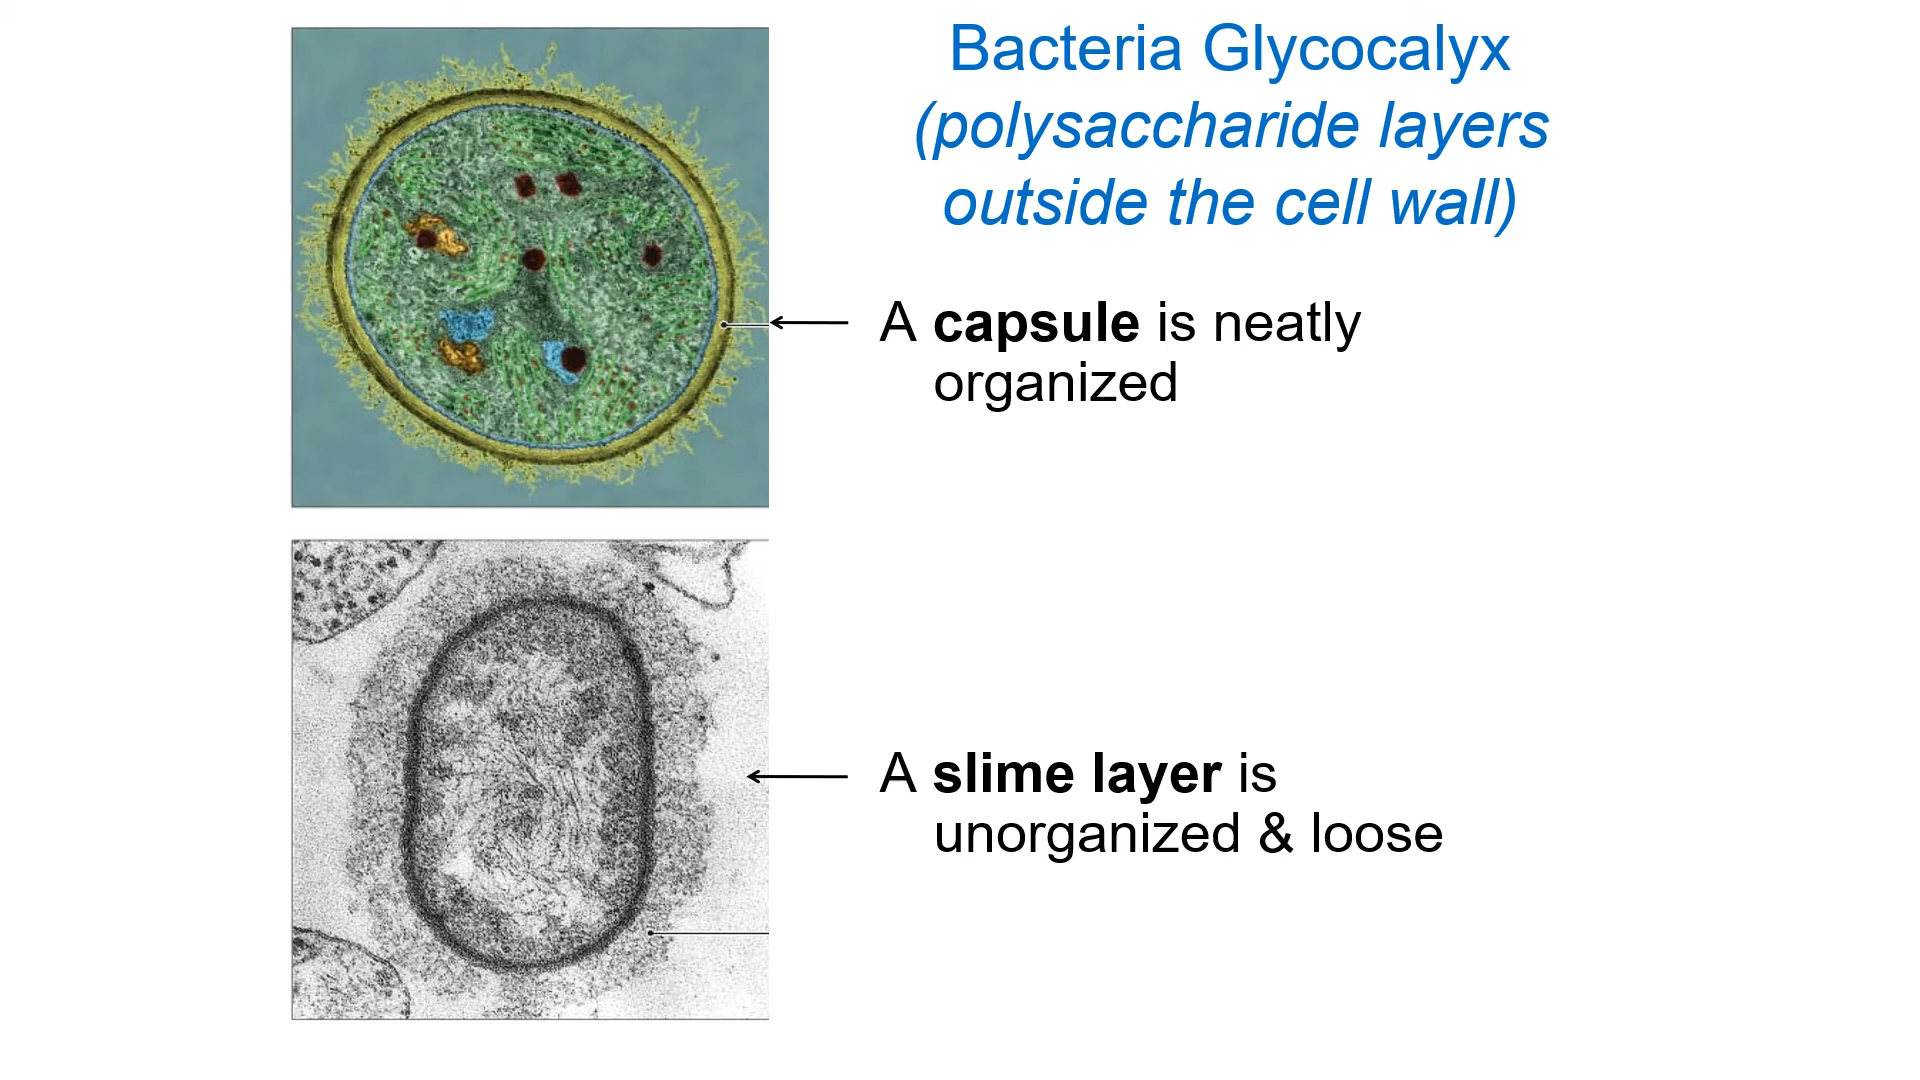 Bacteria Glycocalyx
(polysaccharide layers
outside the cell wall)
A capsule is neatly
organized
A slime layer is
unorganized & loose